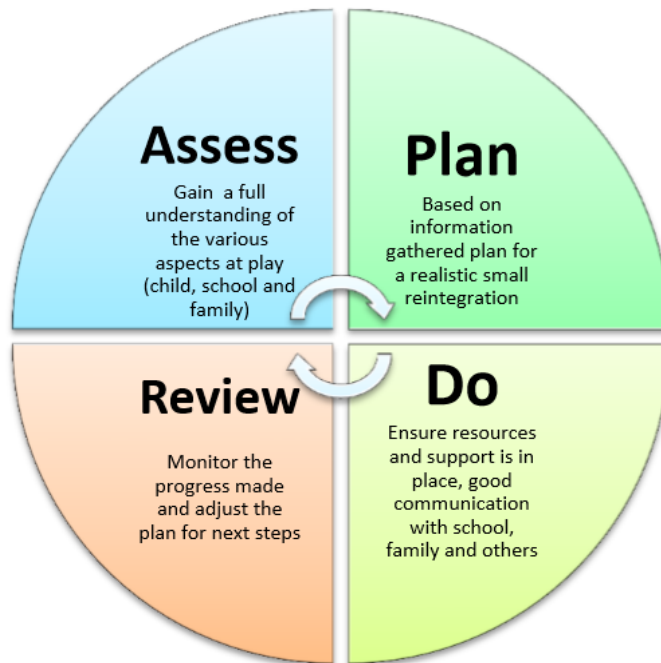 Assess
Gain a full
understanding of
the various
aspects at play
(child, school and
family)
Plan
Based on
information
gathered plan for
a realistic small
reintegration
Review
Monitor the
progress made
and adjust the
plan for next steps
Do
Ensure resources
and support is in
place, good
communication
with school,
family and others